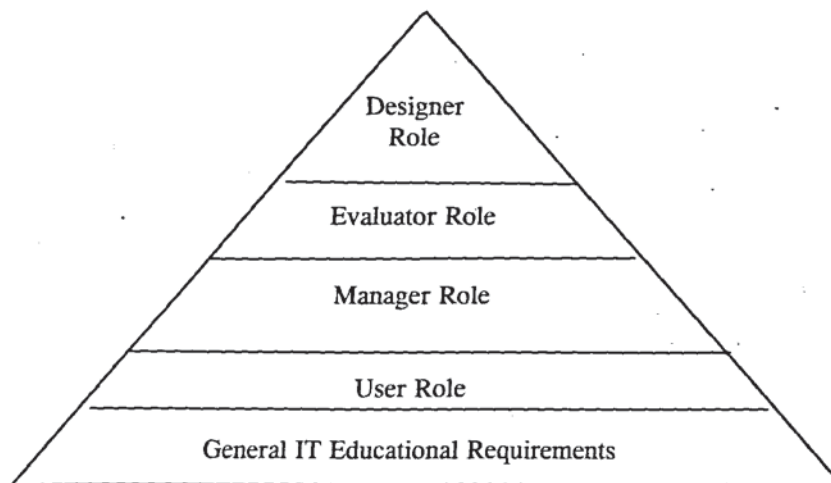 Designer
Role
Evaluator Role
Manager Role
User Role
General IT Educational Requirements